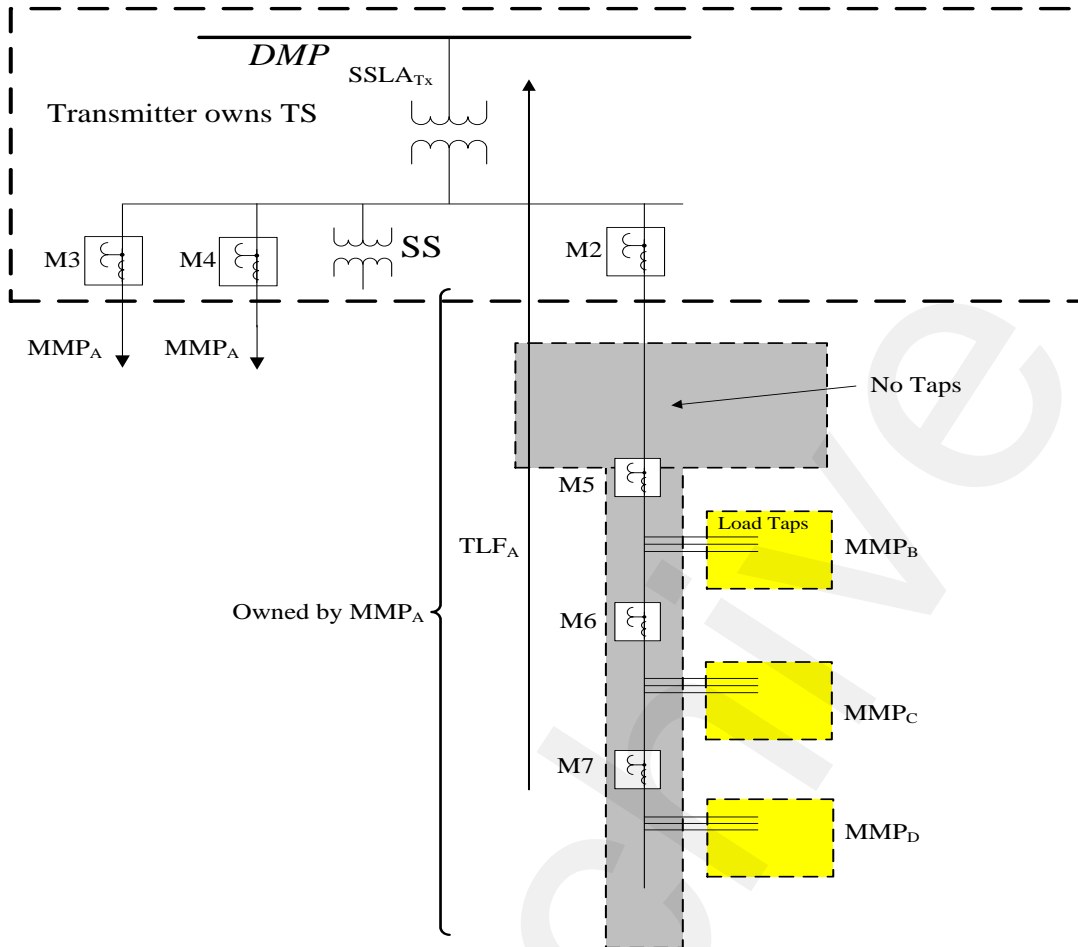 DMP
SSLATx
Transmitter owns TS
M3
M4
SS
M2
MMPA
MMPA
No Taps
M5
Load Taps
TLFA
MMPB
Owned by MMPA
M6
MMPC
M7
MMPD